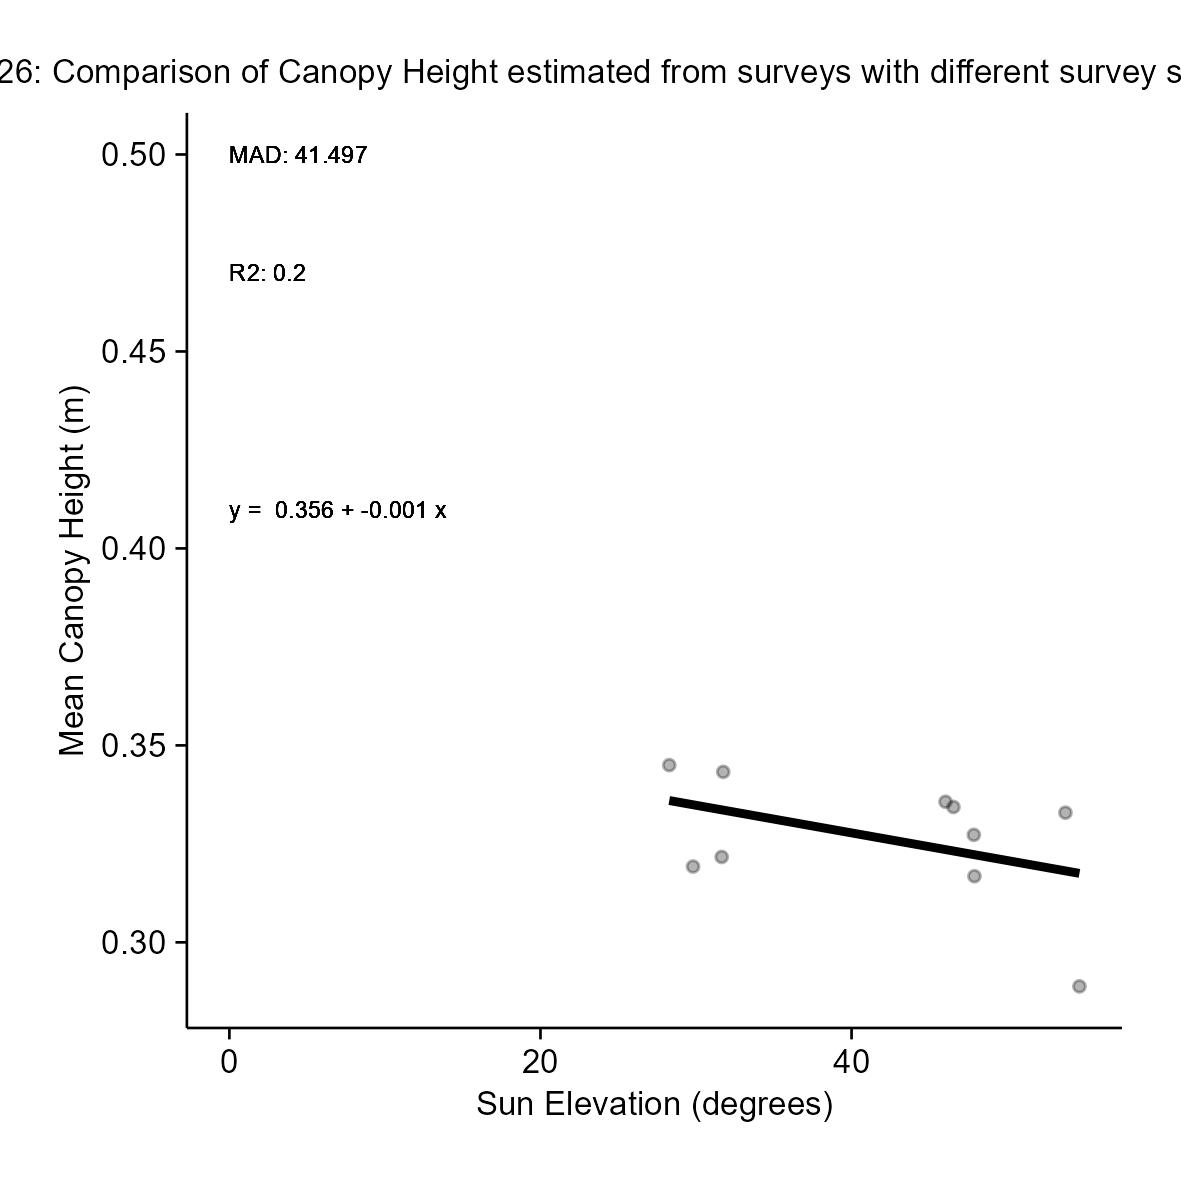 26: Comparison of Canopy Height estimated from surveys with different survey s
0.50
MAD: 41.497
R2: 0.2
0.45
y =  0.356 + -0.001 x
0.40
0.35
0.30
Mean Canopy Height (m)
0
20
40
Sun Elevation (degrees)